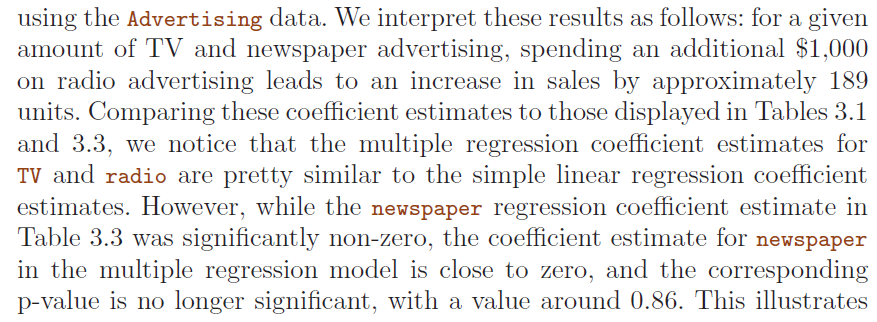 using the Advertising data. We interpret these results as follows: for a given
amount of TV and newspaper advertising, spending an additional $1,000
on radio advertising leads to an increase in sales by approximately 189
units. Comparing these coefficient estimates to those displayed in Tables 3.1
and 3.3, we notice that the multiple regression coefficient estimates for
TV and radio are pretty similar to the simple linear regression coefficient
estimates. However, while the newspaper regression coefficient estimate in
Table 3.3 was significantly non-zero, the coefficient estimate for newspaper
in the multiple regression model is close to zero, and the corresponding
p-value is no longer significant, with a value around 0.86. This illustrates